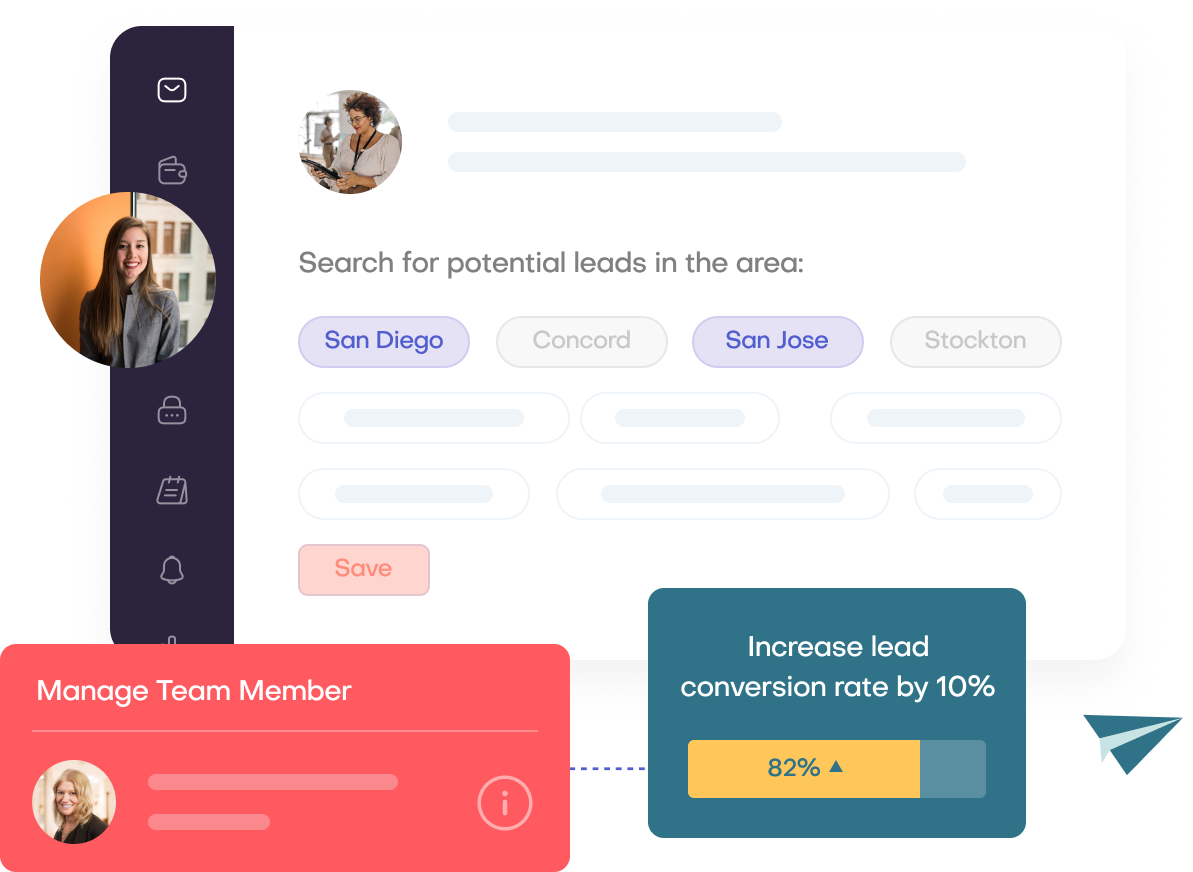 Search for potential leads in the area:
San Diego
Concord
San Jose
Stockton
Save
Manage Team Member
Increase lead
conversion rate by 10%
82%